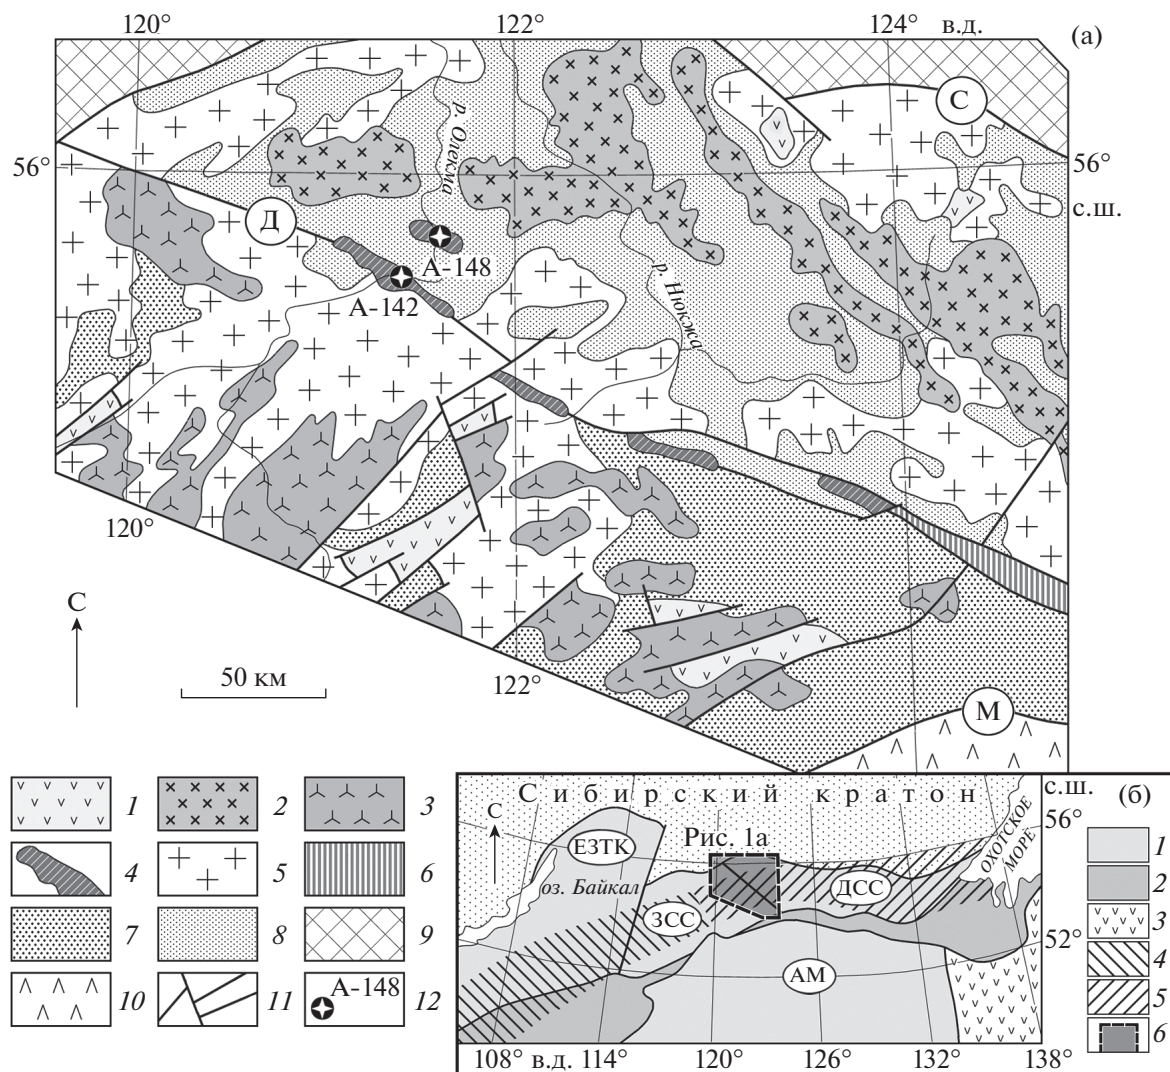 120°
122°
124°
в.д.
(а)
С
56°
56°
с.ш.
р. Олекма
Д
А-148
А-142
р. Нюкжа
120°
С
50 км
122°
М
1
2
3
4
5
6
7
8
9
10
11
А-148
12
Сибирский кратон
с.ш.
(б)
С
Рис. 1а
56°
ЕЗТК
оз. Байкал
ОХОТСКОЕ
МОРЕ
ДСС
ЗСС
52°
АМ
1
2
3
4
5
6
108° в.д. 114° 120° 126° 132° 138°